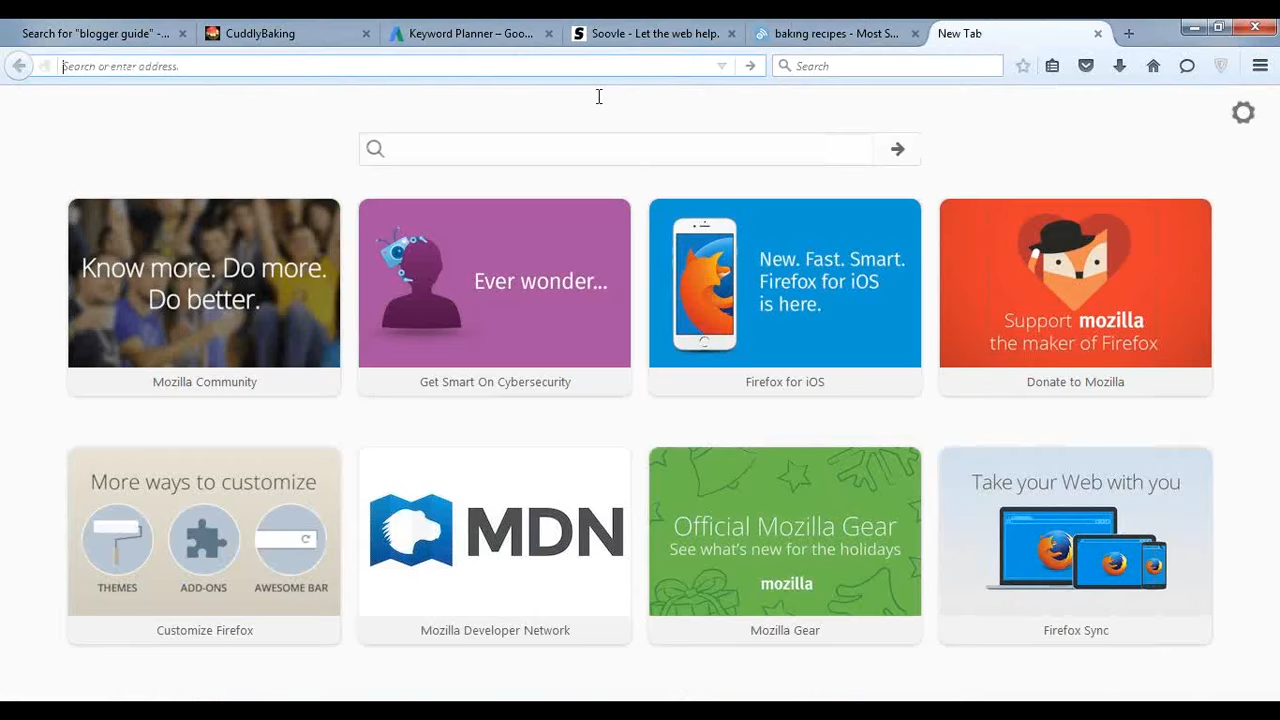 Search for "blogger guide" -...
CuddlyBaking
Keyword Planner – Goo...
Soovle - Let the web help.
baking recipes - Most S...
New Tab
Search or enter address
Search
Know more. Do more.
Do better.
Mozilla Community
Ever wonder...
Get Smart On Cybersecurity
New. Fast. Smart.
Firefox for iOS
is here.
Firefox for iOS
Support mozilla
the maker of Firefox
Donate to Mozilla
More ways to customize
THEMES
ADD-ONS
AWESOME BAR
Customize Firefox
MDN
Mozilla Developer Network
Official Mozilla Gear
See what's new for the holidays
mozilla
Mozilla Gear
Take your Web with you
Firefox Sync